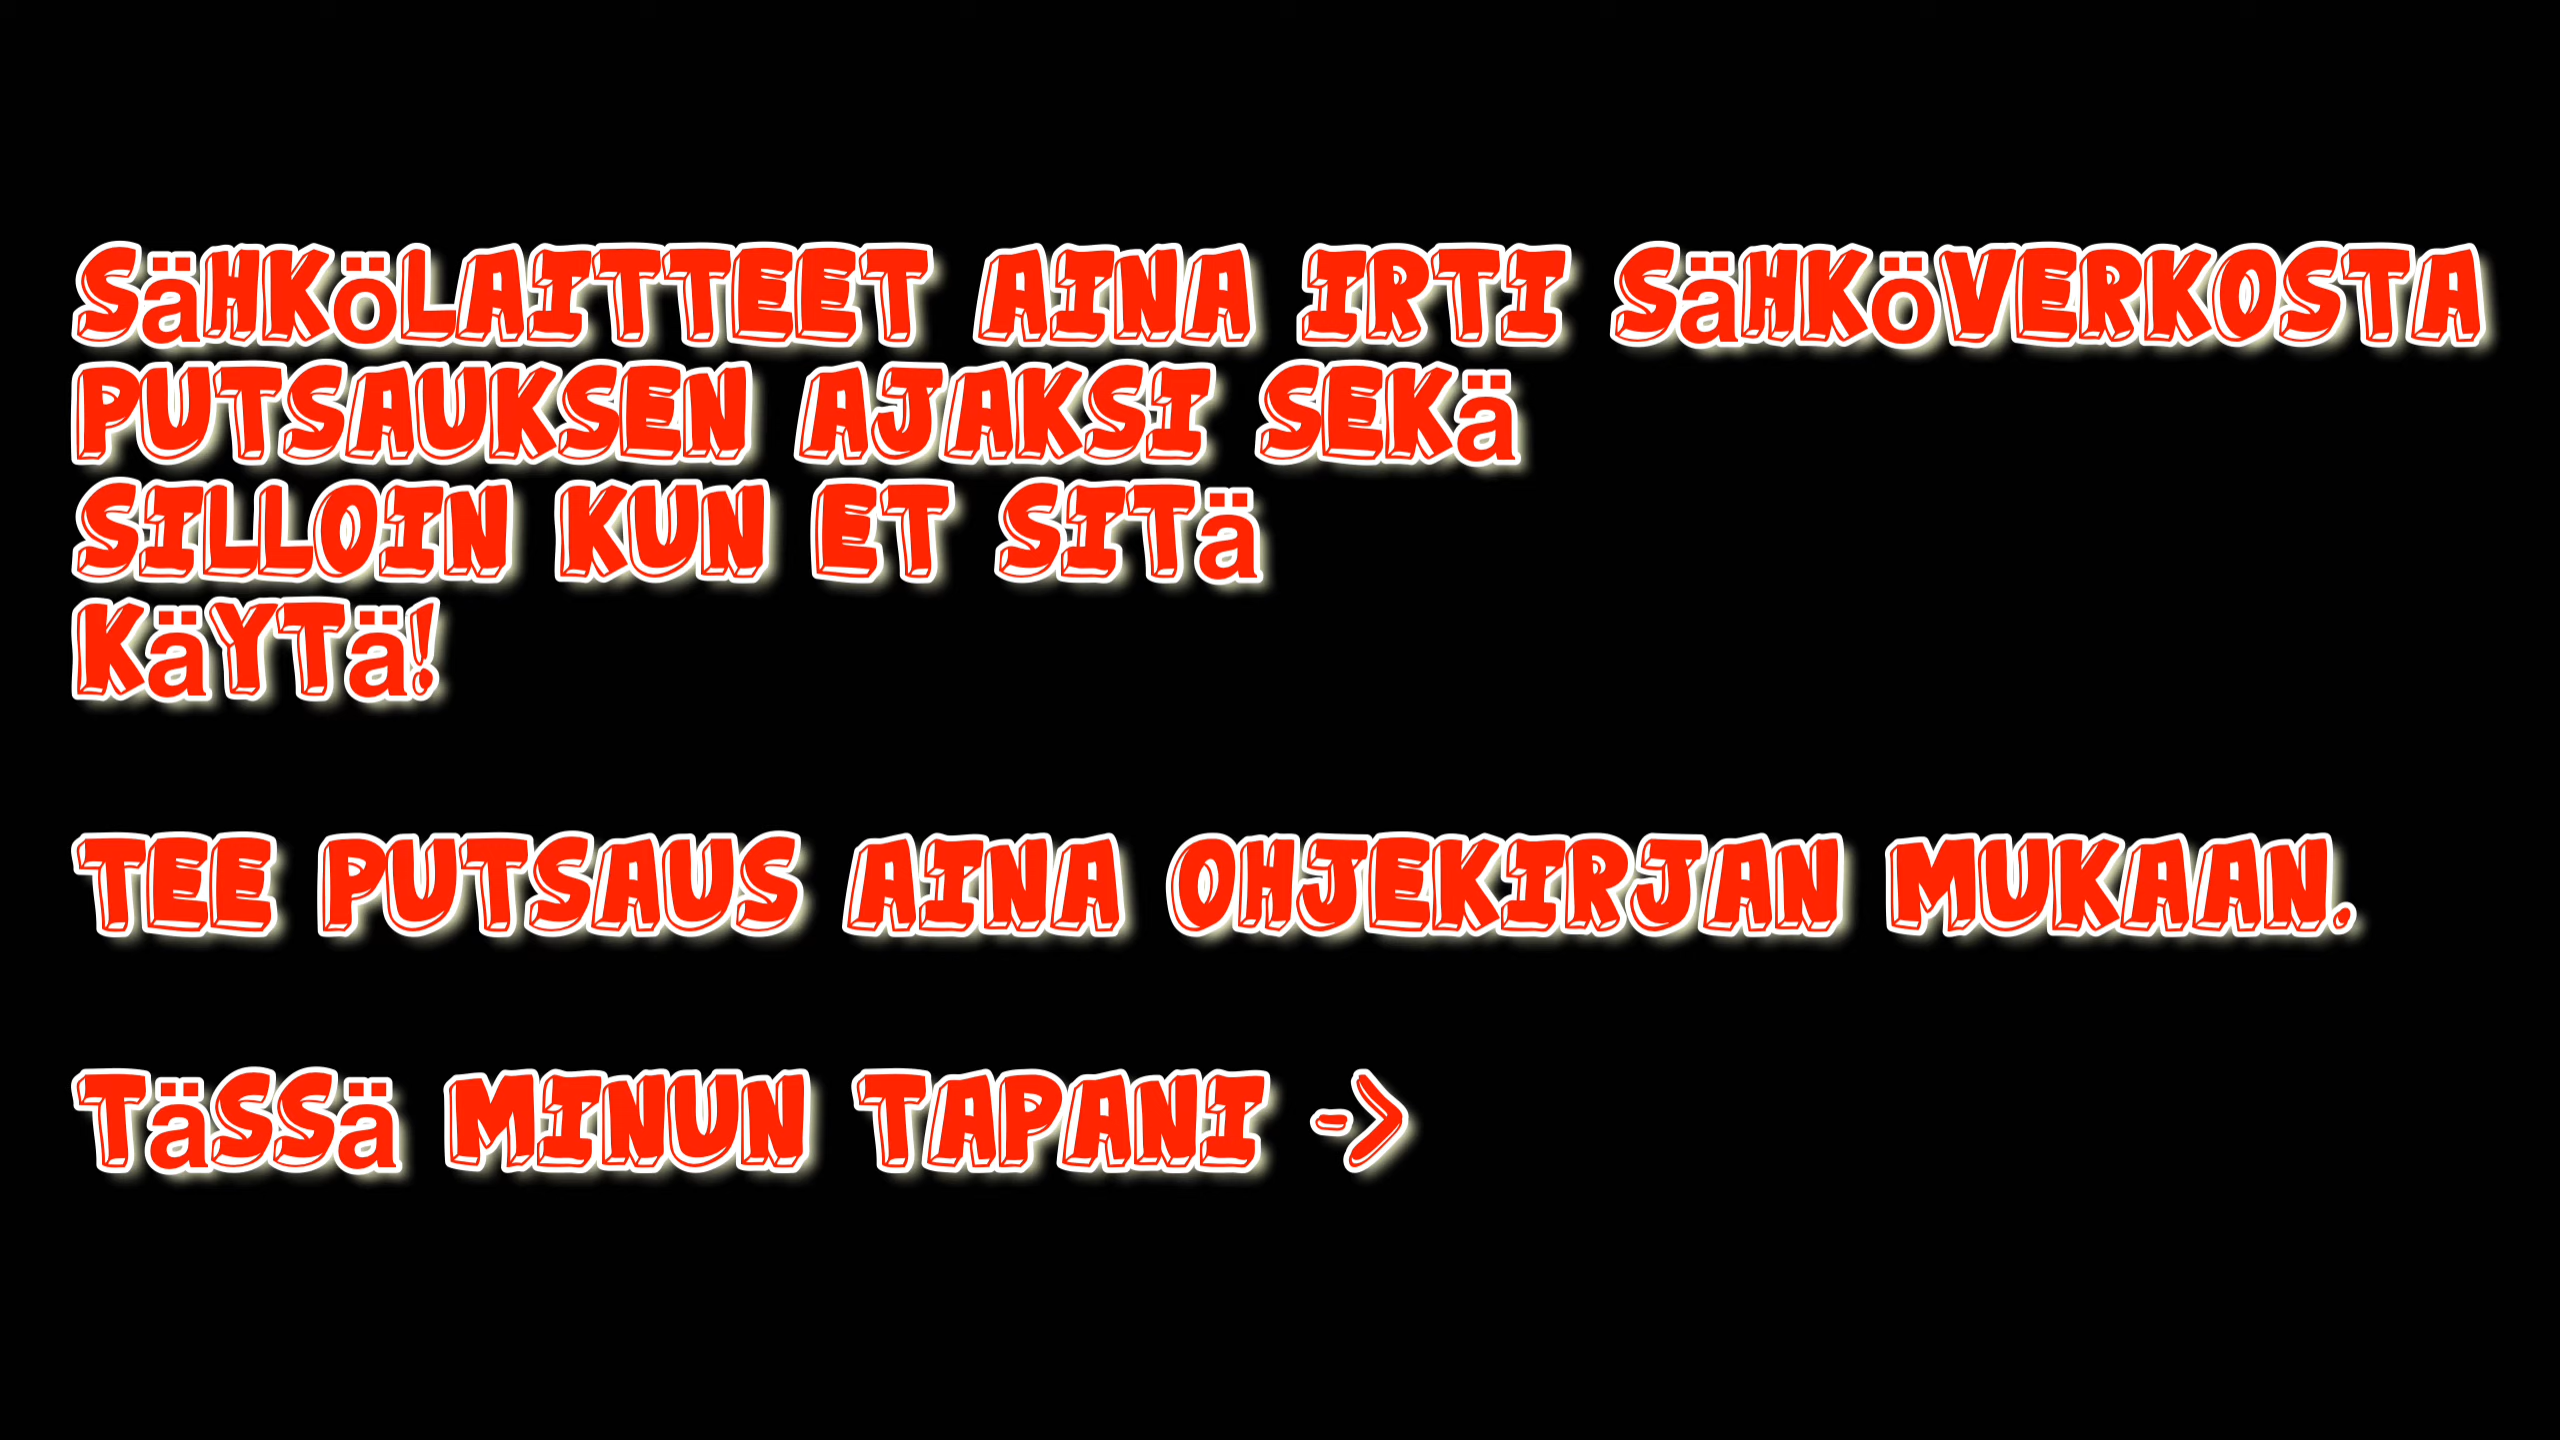 SäHKöLAITTEET AINA IRTI SäHKöVERKOSTA
PUTSAUKSEN AJAKSI SEKä
SILLOIN KUN ET SITä
KäYTä!
TEE PUTSAUS AINA OHJEKIRJAN MUKAAN.
TäSSä MINUN TAPANI ->